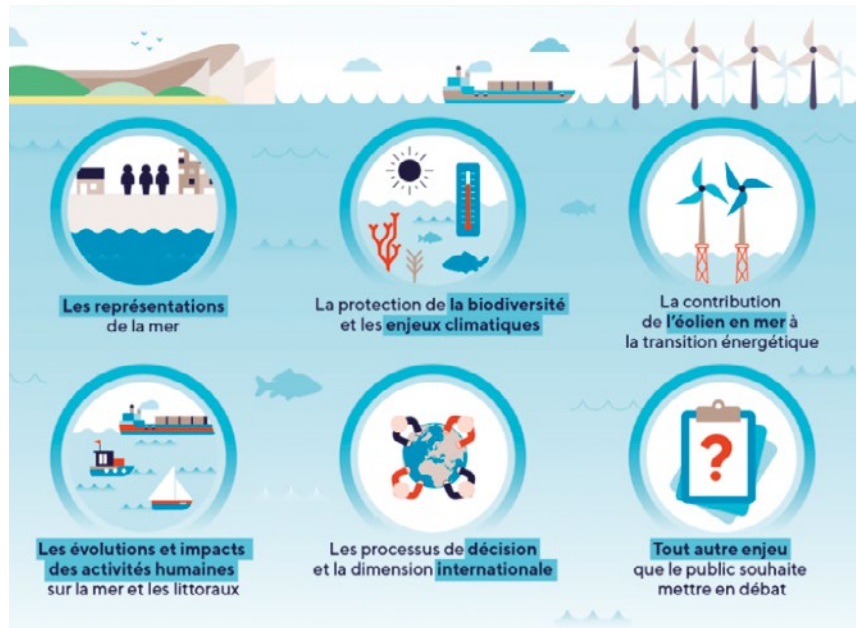 Les représentations
de la mer
La protection de la biodiversité
et les enjeux climatiques
La contribution
de l'éolien en mer à
la transition énergétique
Les évolutions et impacts
des activités humaines
sur la mer et les littoraux
Les processus de décision
et la dimension internationale
?
Tout autre enjeu
que le public souhaite
mettre en débat